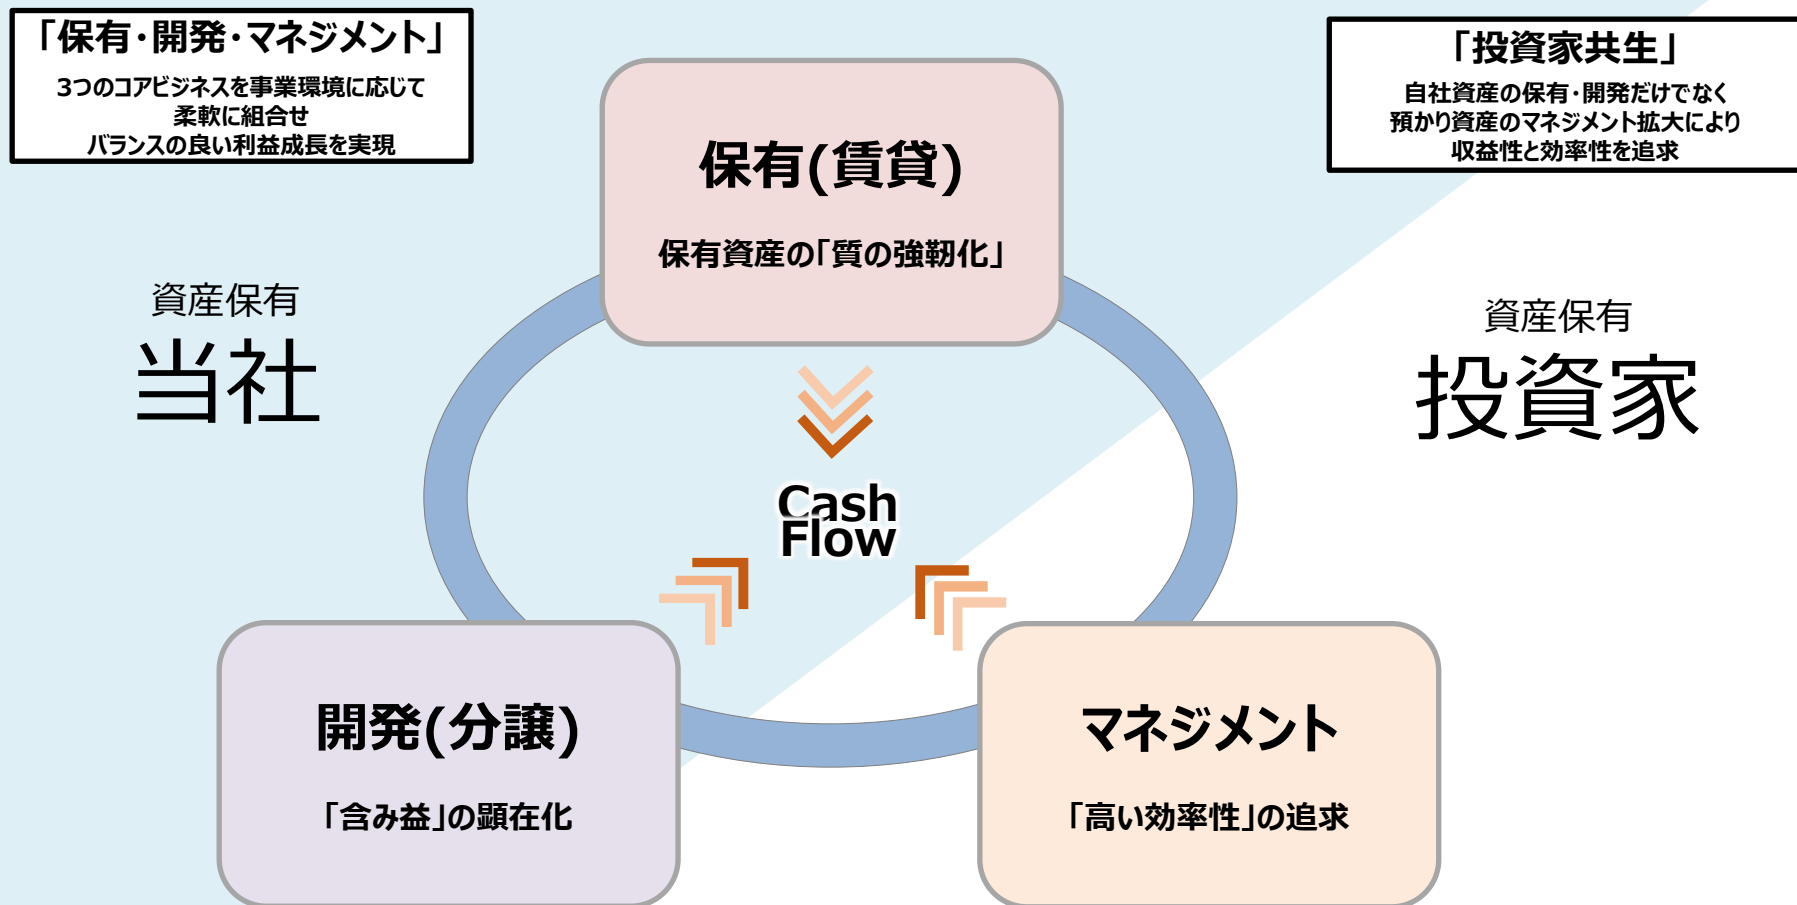 「保有・開発・マネジメント」
3つのコアビジネスを事業環境に応じて
柔軟に組合せ
バランスの良い利益成長を実現
「投資家共生」
自社資産の保有・開発だけでなく
預かり資産のマネジメント拡大により
収益性と効率性を追求
保有(賃貸)
保有資産の「質の強靭化」
資産保有
当社
資産保有
投資家
Cash
Flow
開発(分譲)
「含み益」の顕在化
マネジメント
「高い効率性」の追求